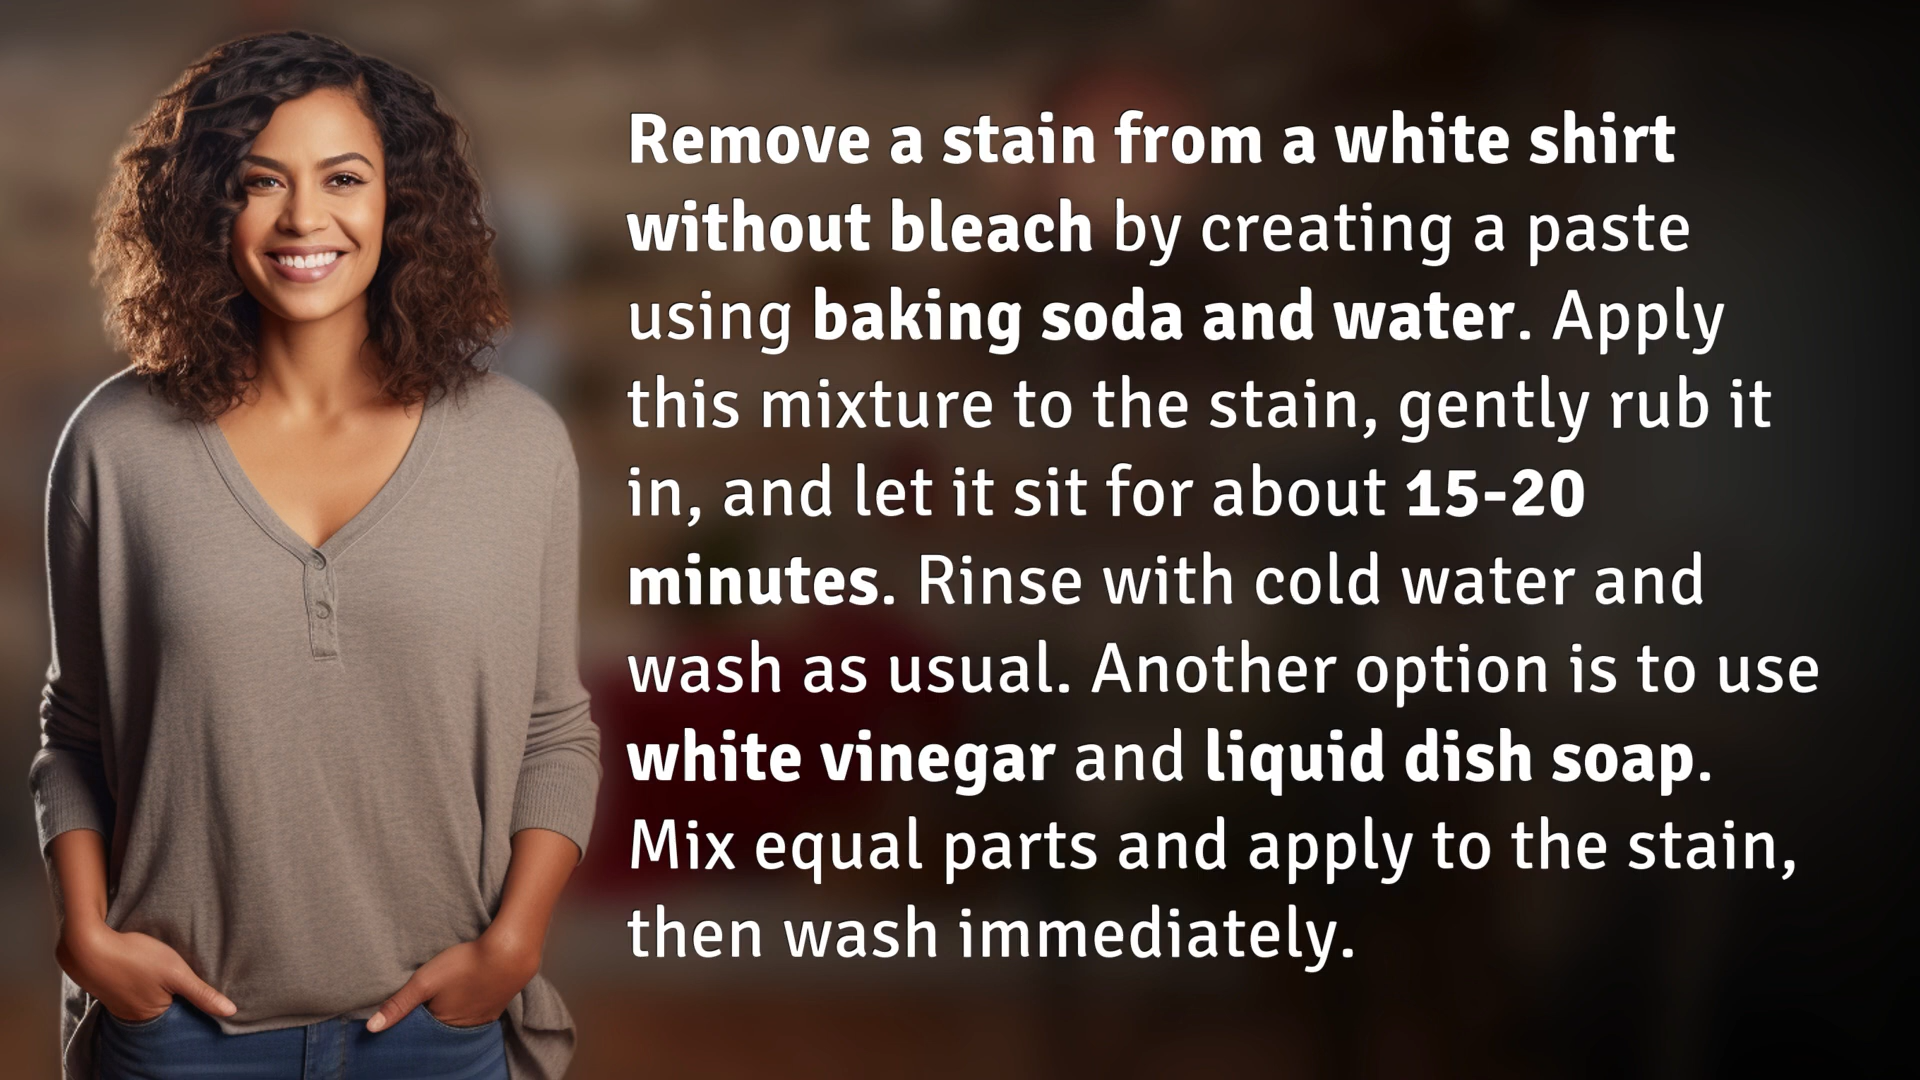 Remove a stain from a white shirt
without bleach by creating a paste
using baking soda and water. Apply
this mixture to the stain, gently rub it
in, and let it sit for about 15-20
minutes. Rinse with cold water and
wash as usual. Another option is to use
white vinegar and liquid dish soap.
Mix equal parts and apply to the stain,
then wash immediately.